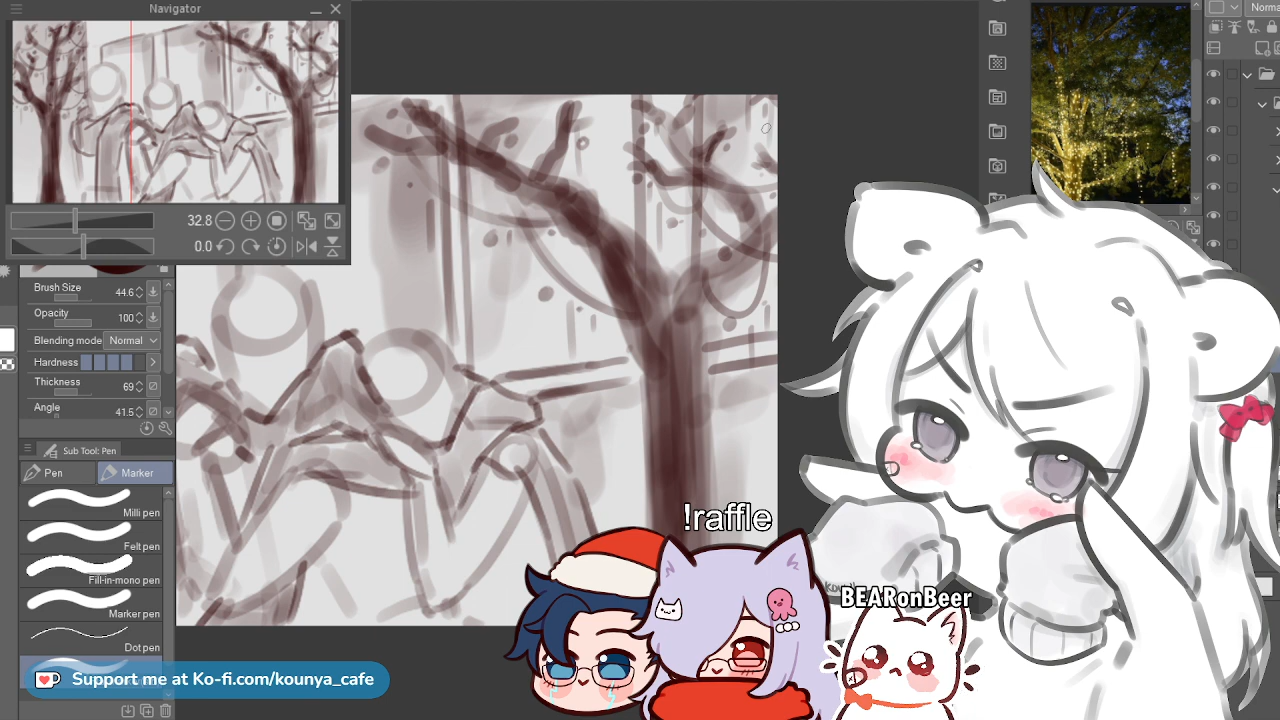 Navigator
32.8
0.0
Brush Size
44.6
Opacity
100
Blending mode
Normal
Hardness
Thickness
69
Angle
41.5
Sub Tool: Pen
Pen
Marker
Milli pen
Felt pen
Fill-in-mono pen
Marker pen
Dot pen
Support me at Ko-fi.com/kounya_cafe
!raffle
BEARonBeer
Norma